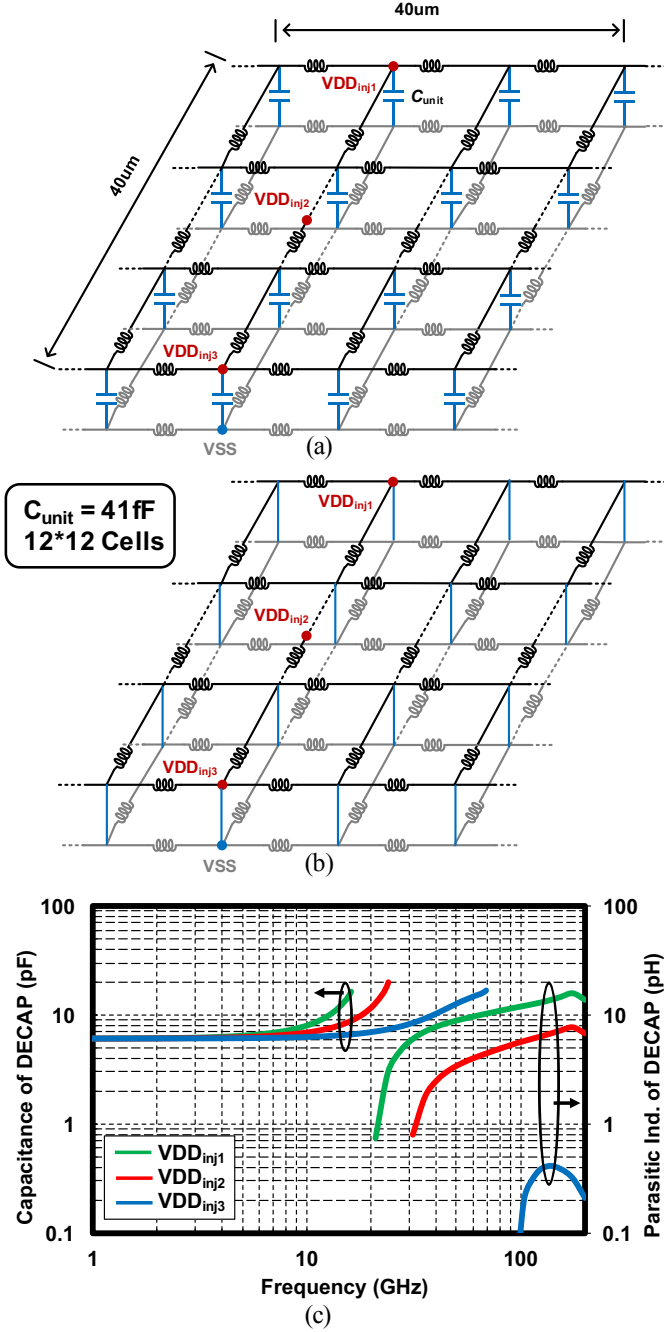 40um
VDDinj1
Cunit
40um
VDDinj2
VDDinj3
VSS
(a)
Cunit = 41fF
12*12 Cells
VDDinj1
VDDinj2
VDDinj3
VSS
(b)
Capacitance of DECAP (pF)
100
10
1
0.1
VDDinj1
VDDinj2
VDDinj3
100
10
1
0.1
Parasitic Ind. of DECAP (pH)
1
10
100
Frequency (GHz)
(c)